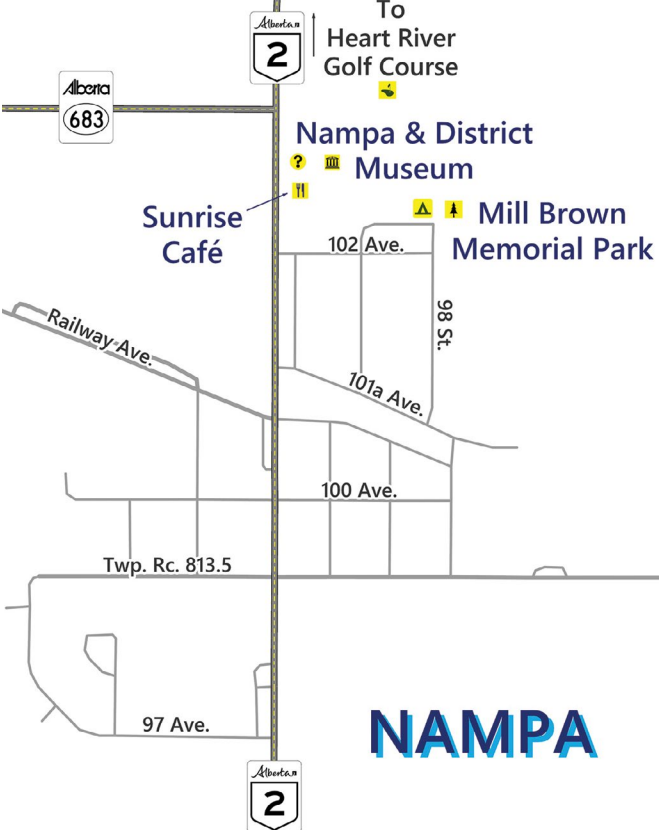 To
Heart River
Golf Course
Alberta
2
Alberta
683
Nampa & District
Museum
?
Sunrise
Café
Mill Brown
Memorial Park
102 Ave.
98 St.
Railway Ave.
101a Ave.
100 Ave.
Twp. Rc. 813.5
97 Ave.
NAMPA
Alberta
2